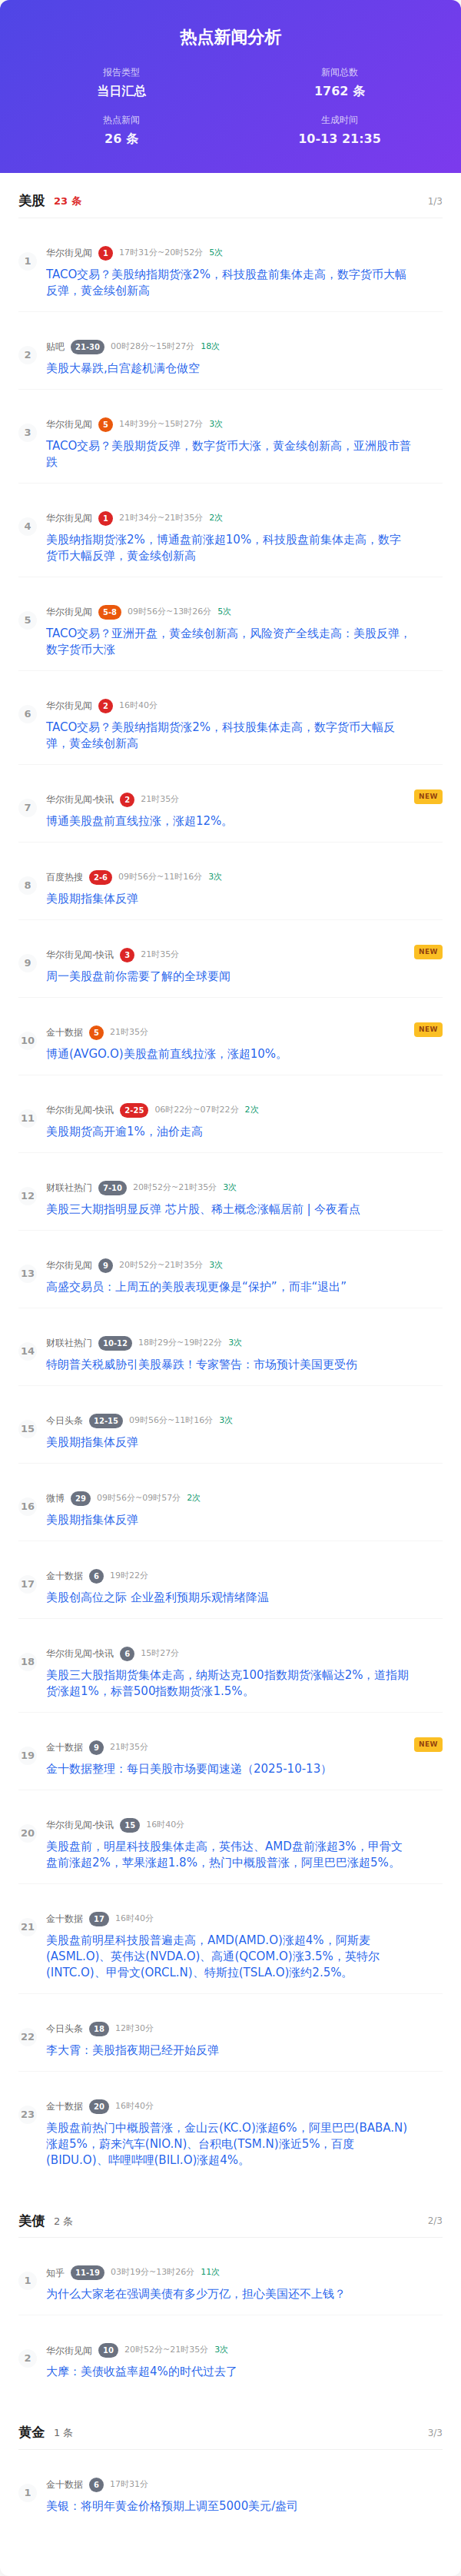 热点新闻分析
报告类型
当日汇总
新闻总数
1762 条
热点新闻
26 条
生成时间
10-13 21:35
美股 23 条 1/3
1
华尔街见闻 1 17时31分~20时52分 5次
TACO交易？美股纳指期货涨2%，科技股盘前集体走高，数字货币大幅
反弹，黄金续创新高
2
贴吧 21-30 00时28分~15时27分 18次
美股大暴跌,白宫趁机满仓做空
3
华尔街见闻 5 14时39分~15时27分 3次
TACO交易？美股期货反弹，数字货币大涨，黄金续创新高，亚洲股市普
跌
4
华尔街见闻 1 21时34分~21时35分 2次
美股纳指期货涨2%，博通盘前涨超10%，科技股盘前集体走高，数字
货币大幅反弹，黄金续创新高
5
华尔街见闻 5-8 09时56分~13时26分 5次
TACO交易？亚洲开盘，黄金续创新高，风险资产全线走高：美股反弹，
数字货币大涨
6
华尔街见闻 2 16时40分
TACO交易？美股纳指期货涨2%，科技股集体走高，数字货币大幅反
弹，黄金续创新高
7
华尔街见闻-快讯 2 21时35分 NEW
博通美股盘前直线拉涨，涨超12%。
8
百度热搜 2-6 09时56分~11时16分 3次
美股期指集体反弹
9
华尔街见闻-快讯 3 21时35分 NEW
周一美股盘前你需要了解的全球要闻
10
金十数据 5 21时35分 NEW
博通(AVGO.O)美股盘前直线拉涨，涨超10%。
11
华尔街见闻-快讯 2-25 06时22分~07时22分 2次
美股期货高开逾1%，油价走高
12
财联社热门 7-10 20时52分~21时35分 3次
美股三大期指明显反弹 芯片股、稀土概念涨幅居前 | 今夜看点
13
华尔街见闻 9 20时52分~21时35分 3次
高盛交易员：上周五的美股表现更像是“保护”，而非“退出”
14
财联社热门 10-12 18时29分~19时22分 3次
特朗普关税威胁引美股暴跌！专家警告：市场预计美国更受伤
15
今日头条 12-15 09时56分~11时16分 3次
美股期指集体反弹
16
微博 29 09时56分~09时57分 2次
美股期指集体反弹
17
金十数据 6 19时22分
美股创高位之际 企业盈利预期乐观情绪降温
18
华尔街见闻-快讯 6 15时27分
美股三大股指期货集体走高，纳斯达克100指数期货涨幅达2%，道指期
货涨超1%，标普500指数期货涨1.5%。
19
金十数据 9 21时35分 NEW
金十数据整理：每日美股市场要闻速递（2025-10-13）
20
华尔街见闻-快讯 15 16时40分
美股盘前，明星科技股集体走高，英伟达、AMD盘前涨超3%，甲骨文
盘前涨超2%，苹果涨超1.8%，热门中概股普涨，阿里巴巴涨超5%。
21
金十数据 17 16时40分
美股盘前明星科技股普遍走高，AMD(AMD.O)涨超4%，阿斯麦
(ASML.O)、英伟达(NVDA.O)、高通(QCOM.O)涨3.5%，英特尔
(INTC.O)、甲骨文(ORCL.N)、特斯拉(TSLA.O)涨约2.5%。
22
今日头条 18 12时30分
李大霄：美股指夜期已经开始反弹
23
金十数据 20 16时40分
美股盘前热门中概股普涨，金山云(KC.O)涨超6%，阿里巴巴(BABA.N)
涨超5%，蔚来汽车(NIO.N)、台积电(TSM.N)涨近5%，百度
(BIDU.O)、哔哩哔哩(BILI.O)涨超4%。
美债 2 条 2/3
1
知乎 11-19 03时19分~13时26分 11次
为什么大家老在强调美债有多少万亿，担心美国还不上钱？
2
华尔街见闻 10 20时52分~21时35分 3次
大摩：美债收益率超4%的时代过去了
黄金 1 条 3/3
1
金十数据 6 17时31分
美银：将明年黄金价格预期上调至5000美元/盎司